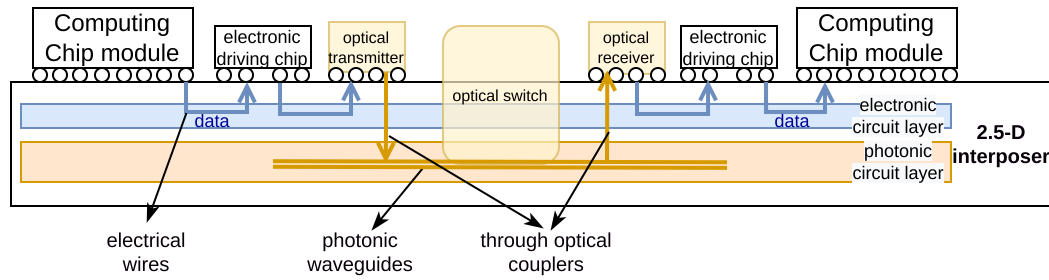 Computing
Chip module
electronic
driving chip
optical
transmitter
optical switch
optical
receiver
electronic
driving chip
Computing
Chip module
data
data
electronic
circuit layer
photonic
circuit layer
2.5-D
interposer
electrical
wires
photonic
waveguides
through optical
couplers